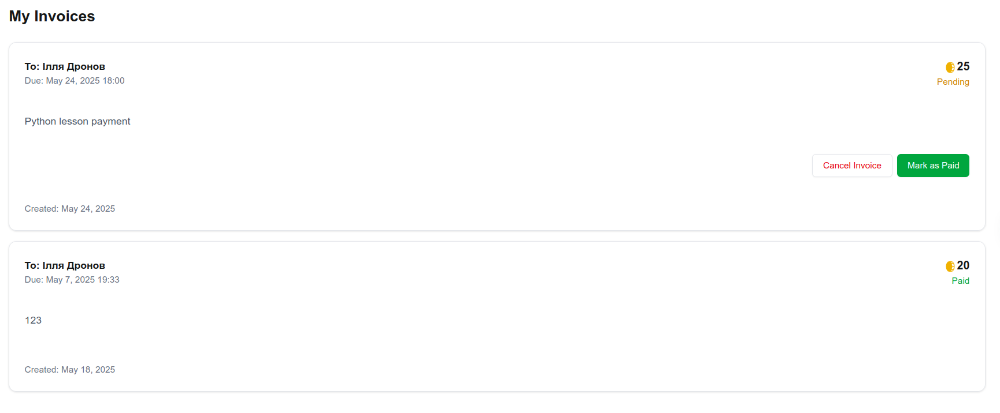 My Invoices
To: Ілля Дронов
25
Due: May 24, 2025 18:00
Pending
Python lesson payment
Cancel Invoice
Mark as Paid
Created: May 24, 2025
To: Ілля Дронов
20
Due: May 7, 2025 19:33
Paid
123
Created: May 18, 2025